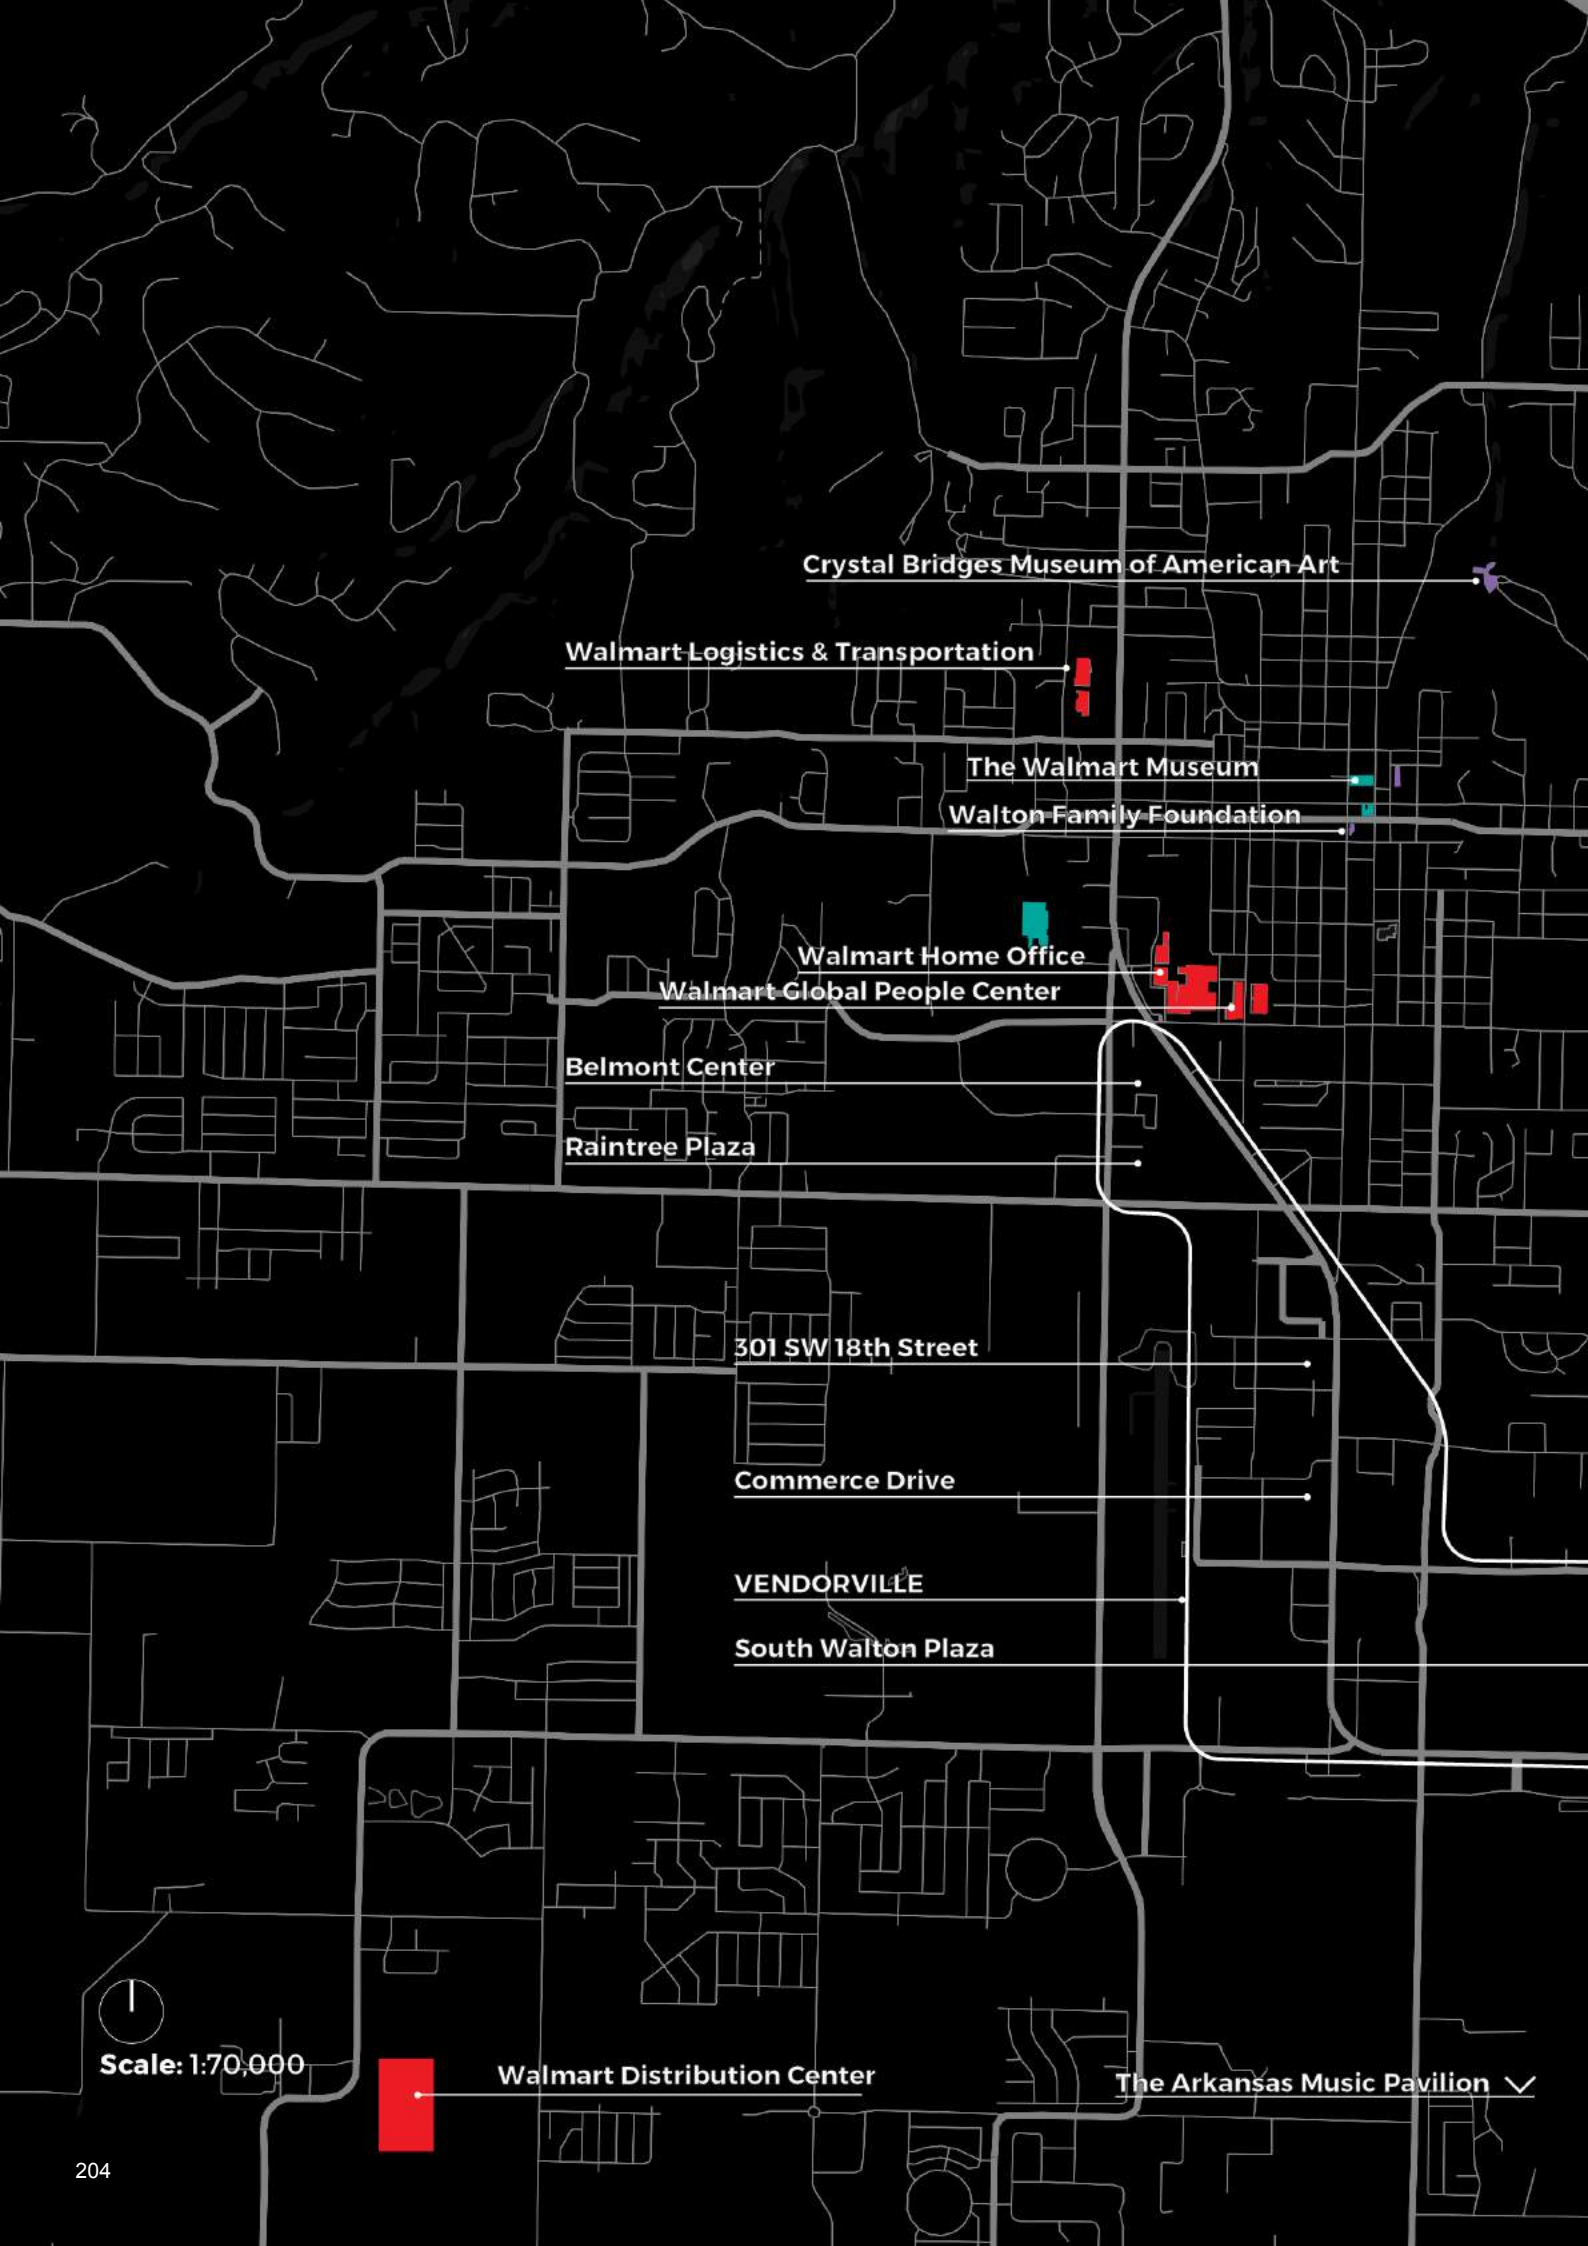 Crystal Bridges Museum of American Art
Walmart Logistics & Transportation
The Walmart Museum
Walton Family Foundation
Walmart Home Office
Walmart Global People Center
Belmont Center
Raintree Plaza
301 SW 18th Street
Commerce Drive
VENDORVILLE
South Walton Plaza
Scale: 1:70,000
Walmart Distribution Center
The Arkansas Music Pavilion
204